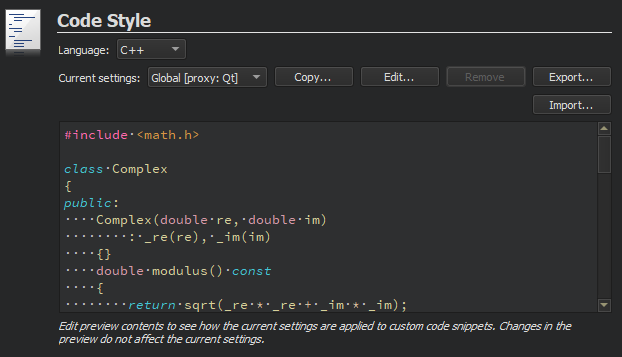 Code Style
Language: C++
Current settings: Global [proxy: Qt] Copy... Edit... Remove Export...
Import...
#include·<math.h>
class·Complex
{
public:
····Complex(double·re,·double·im)
········:·_re(re),·_im(im)
····{}
····double·modulus()·const
····{
········return·sqrt(_re·*·_re·+·_im·*·_im);
Edit preview contents to see how the current settings are applied to custom code snippets. Changes in the
preview do not affect the current settings.